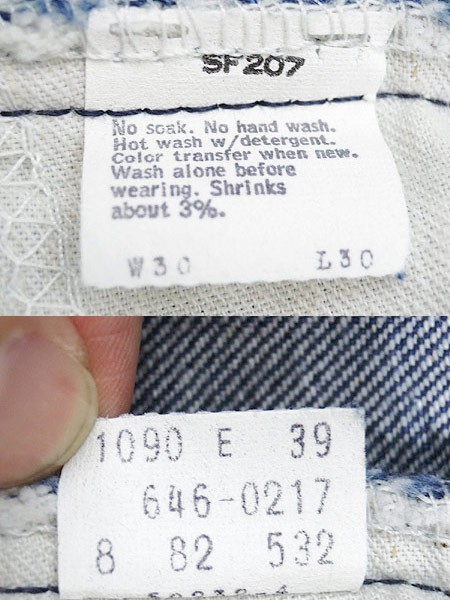 SF207
No soak. No hand wash.
Hot wash w/detergent.
Color transfer when new.
Wash alone before
wearing. Shrinks
about 3%.
W30 L30
1090 E 39
646-0217
8 82 532